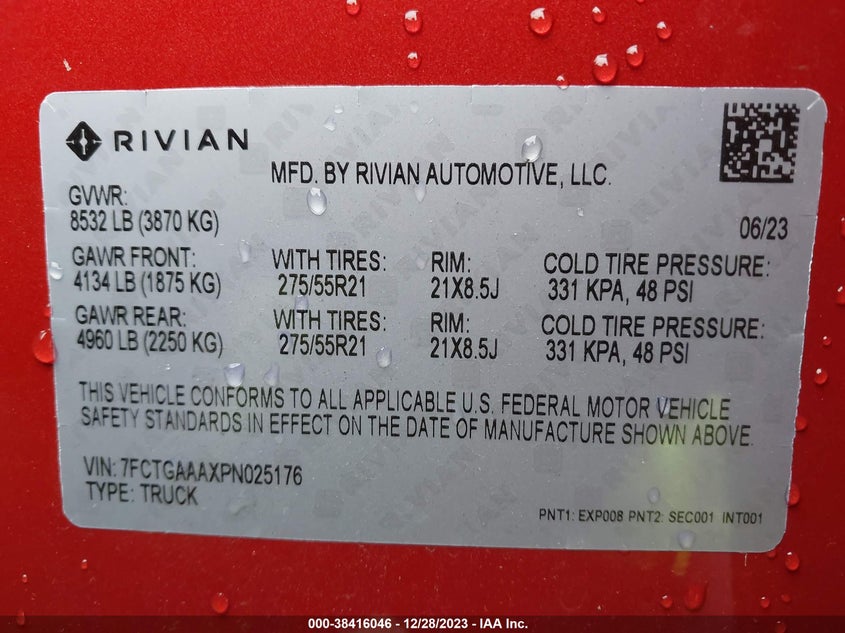 RIVIAN
MFD. BY RIVIAN AUTOMOTIVE, LLC.
GVWR:
8532 LB (3870 KG)
06/23
GAWR FRONT: WITH TIRES: RIM: COLD TIRE PRESSURE:
4134 LB (1875 KG) 275/55R21 21X8.5J 331 KPA, 48 PSI
GAWR REAR: WITH TIRES: RIM: COLD TIRE PRESSURE:
4960 LB (2250 KG) 275/55R21 21X8.5J 331 KPA, 48 PSI
THIS VEHICLE CONFORMS TO ALL APPLICABLE U.S. FEDERAL MOTOR VEHICLE
SAFETY STANDARDS IN EFFECT ON THE DATE OF MANUFACTURE SHOWN ABOVE.
VIN: 7FCTGAAAXPN025176
TYPE: TRUCK
PNT1: EXP008 PNT2: SEC001 INT001
000-38416046 - 12/28/2023 - IAA Inc.